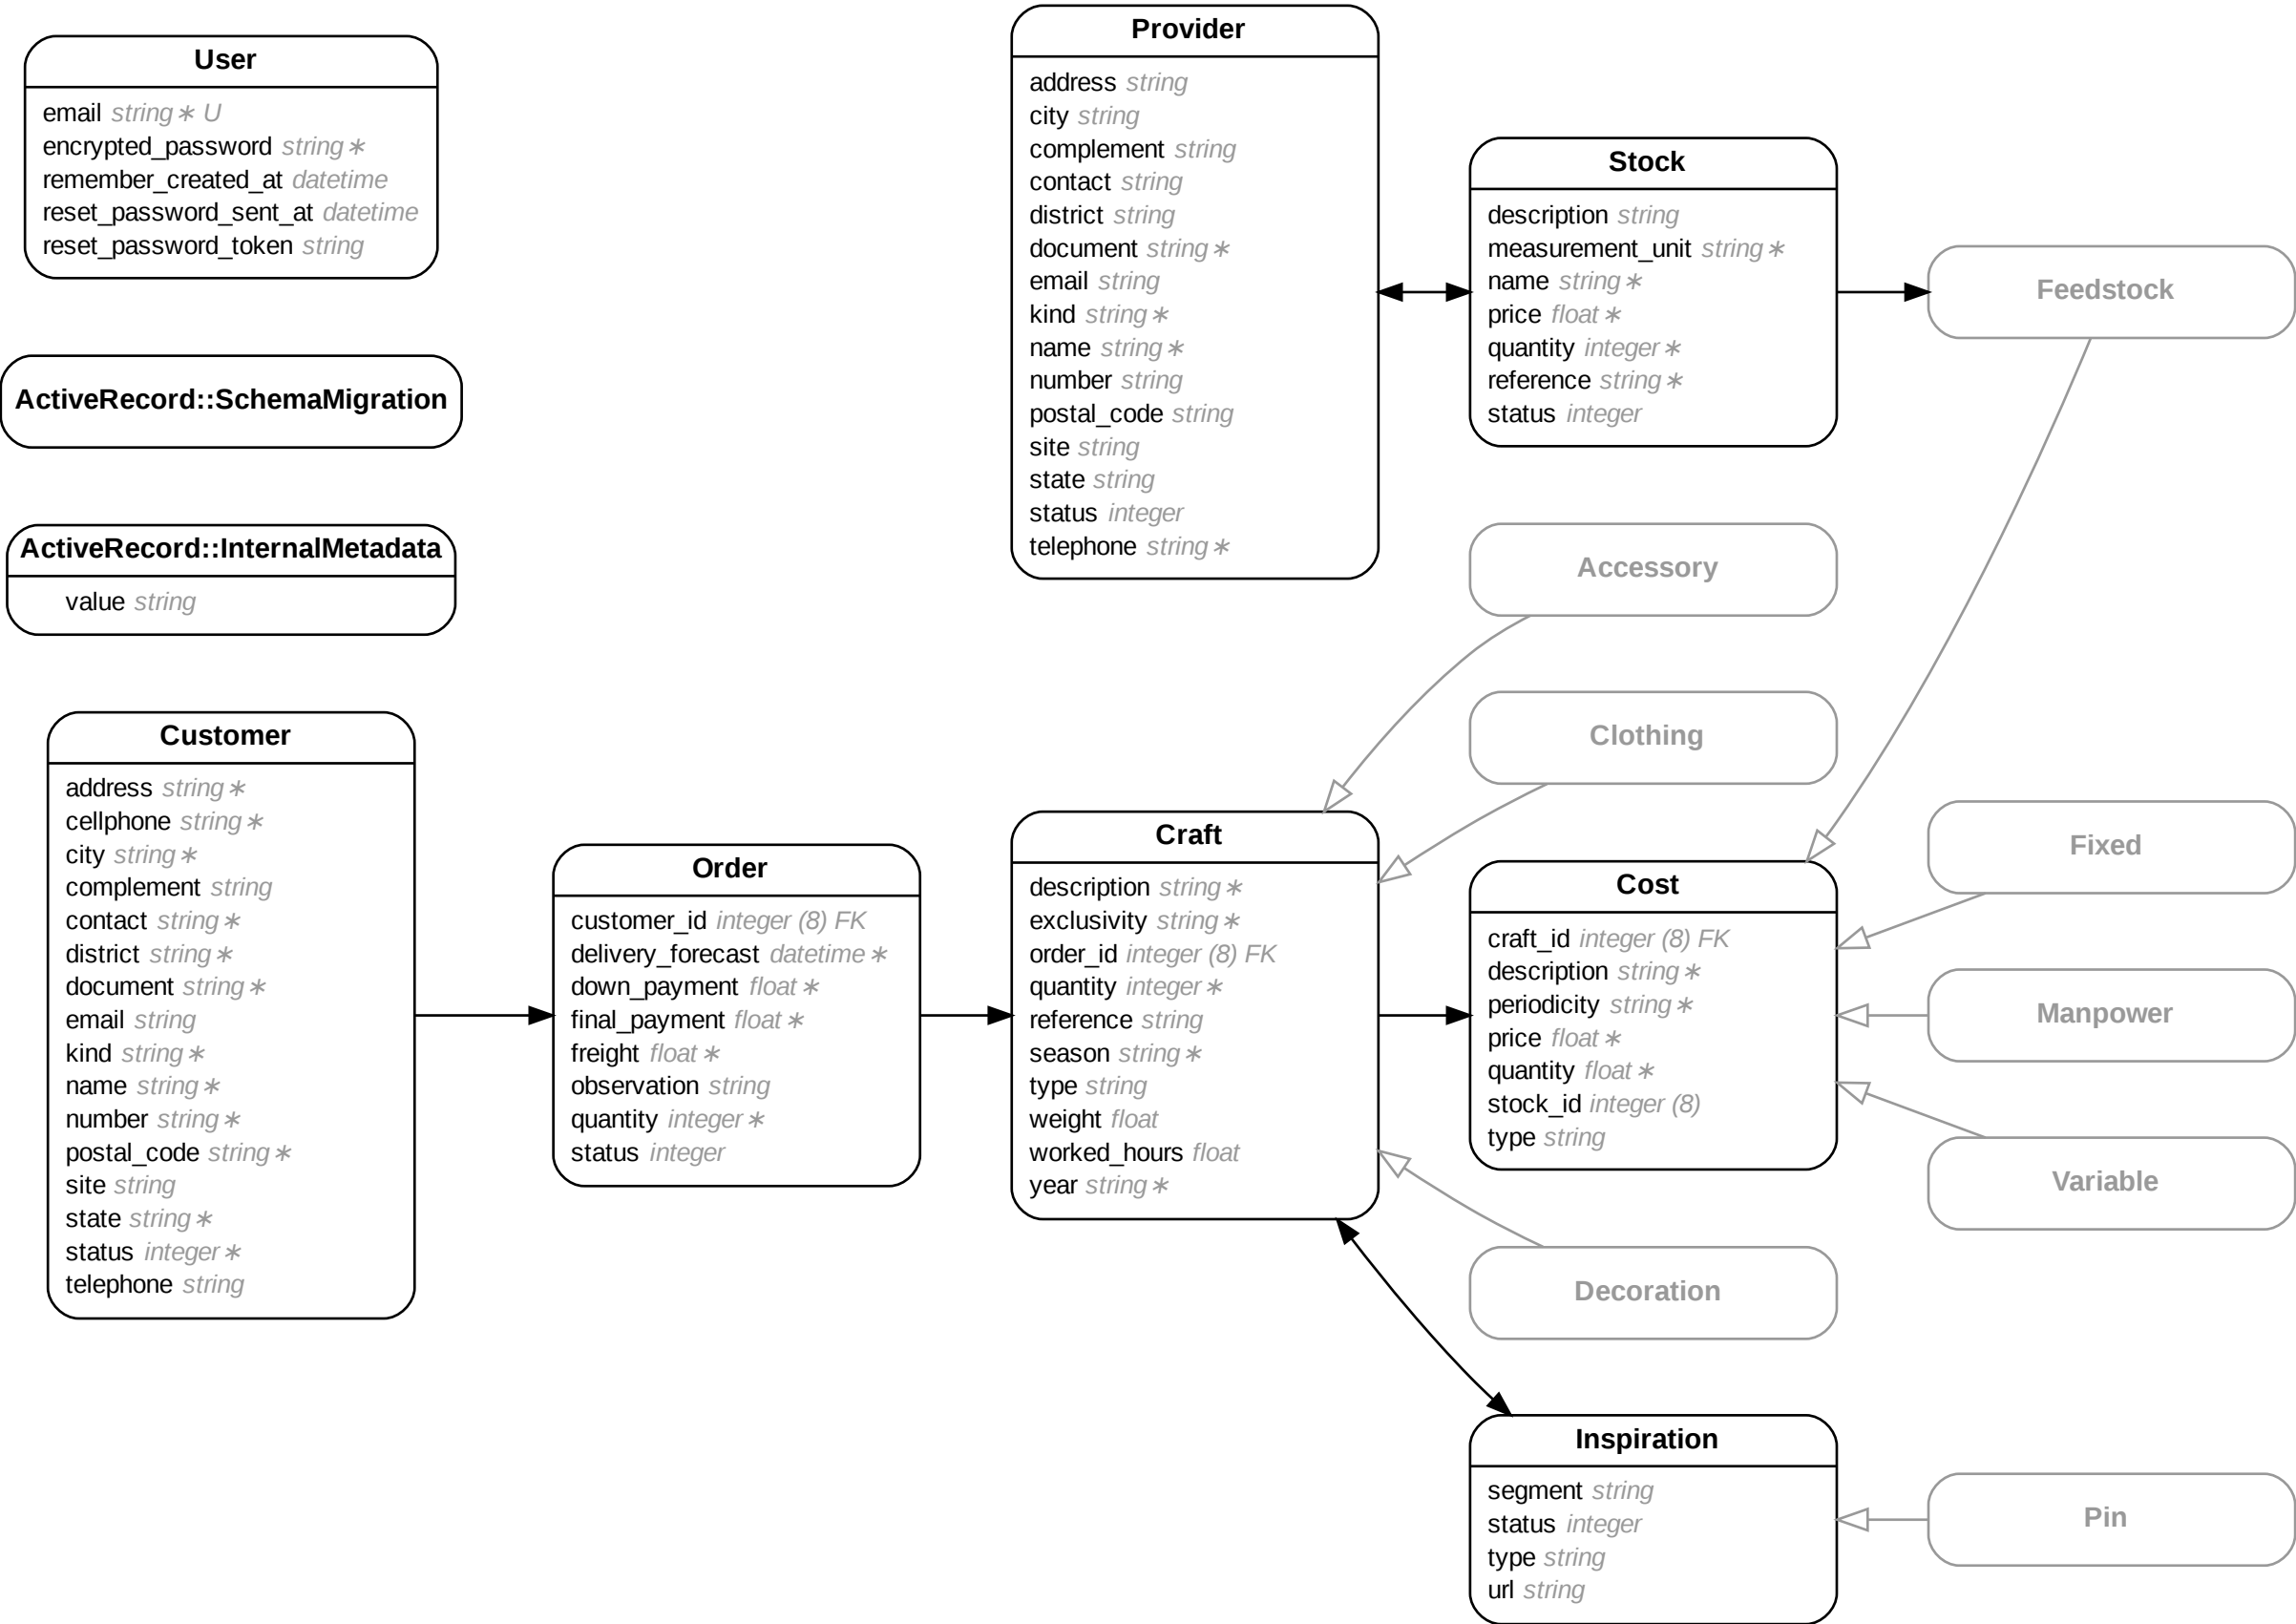 User
email string∗ U
encrypted_password string∗
remember_created_at datetime
reset_password_sent_at datetime
reset_password_token string
ActiveRecord::SchemaMigration
ActiveRecord::InternalMetadata
value string
Customer
address string∗
cellphone string∗
city string∗
complement string
contact string∗
district string∗
document string∗
email string
kind string∗
name string∗
number string∗
postal_code string∗
site string
state string∗
status integer∗
telephone string
Order
customer_id integer (8) FK
delivery_forecast datetime∗
down_payment float∗
final_payment float∗
freight float∗
observation string
quantity integer∗
status integer
Provider
address string
city string
complement string
contact string
district string
document string∗
email string
kind string∗
name string∗
number string
postal_code string
site string
state string
status integer
telephone string∗
Stock
description string
measurement_unit string∗
name string∗
price float∗
quantity integer∗
reference string∗
status integer
Feedstock
Accessory
Clothing
Craft
description string∗
exclusivity string∗
order_id integer (8) FK
quantity integer∗
reference string
season string∗
type string
weight float
worked_hours float
year string∗
Cost
craft_id integer (8) FK
description string∗
periodicity string∗
price float∗
quantity float∗
stock_id integer (8)
type string
Fixed
Manpower
Variable
Decoration
Inspiration
segment string
status integer
type string
url string
Pin